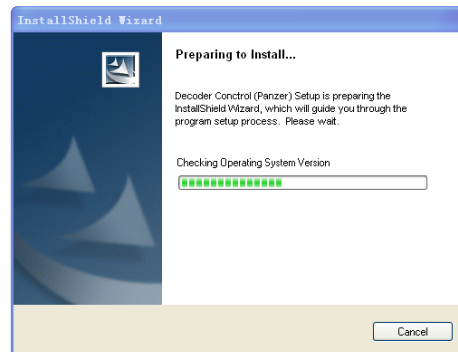 InstallShield Wizard
Preparing to Install...
Decoder Conctrol (Panzer) Setup is preparing the
InstallShield Wizard, which will guide you through the
program setup process. Please wait.
Checking Operating System Version
Cancel